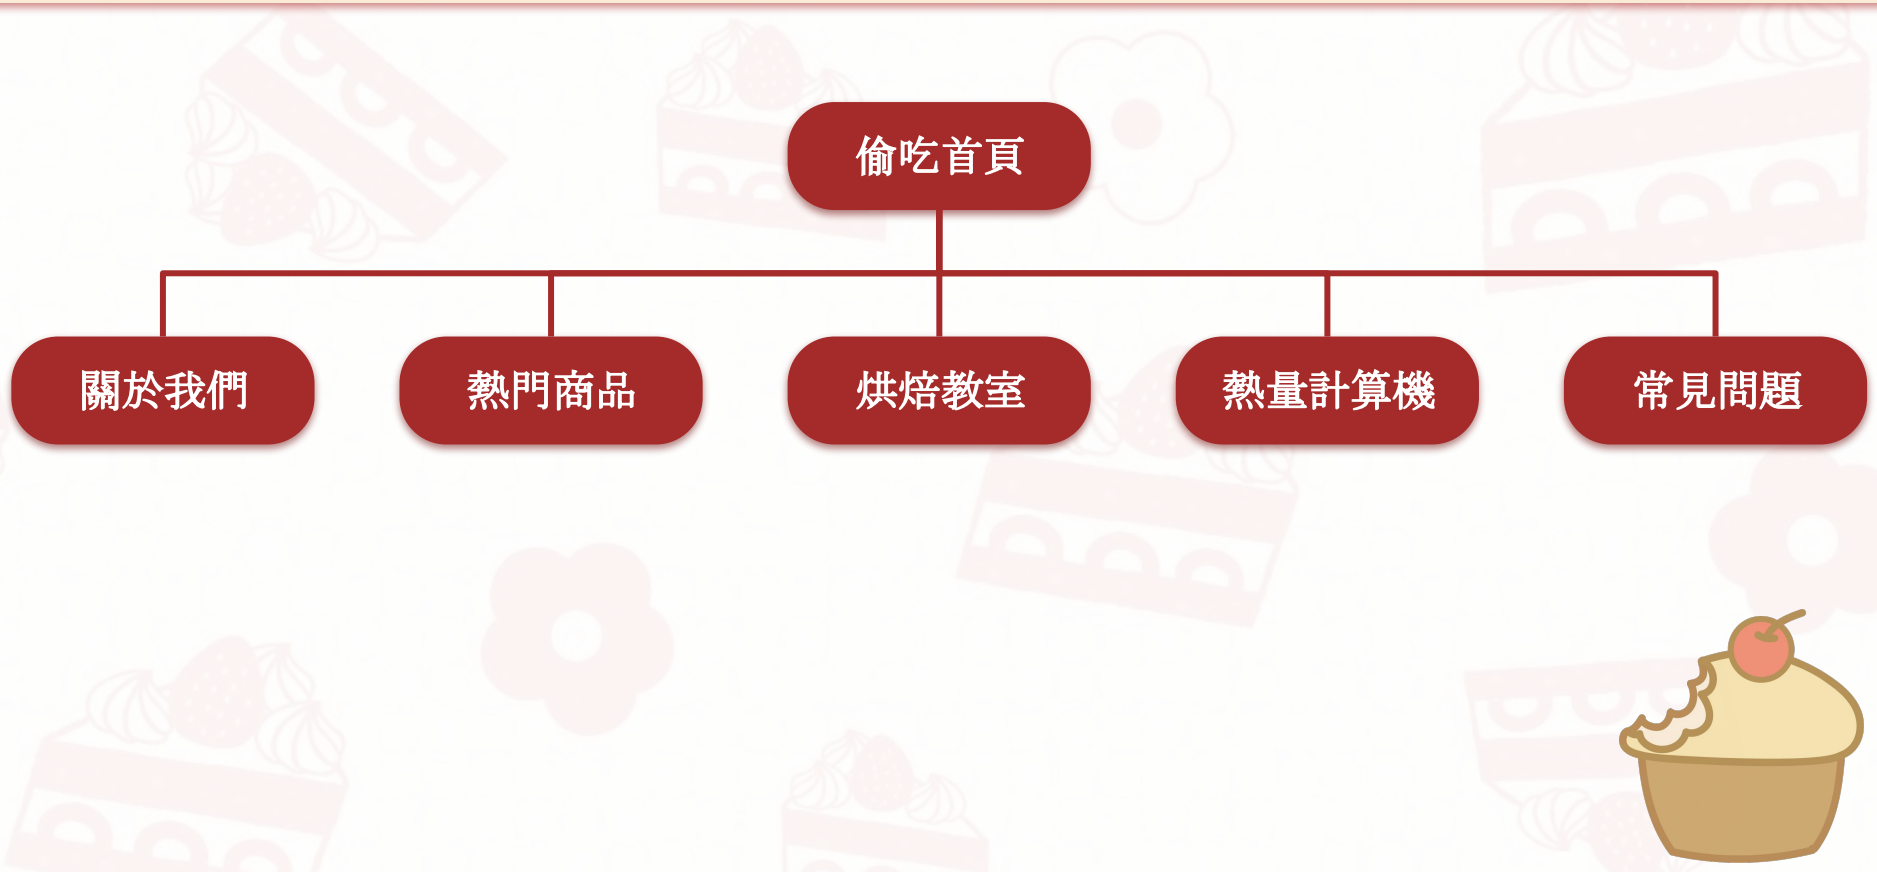 偷吃首頁
關於我們
熱門商品
烘焙教室
熱量計算機
常見問題